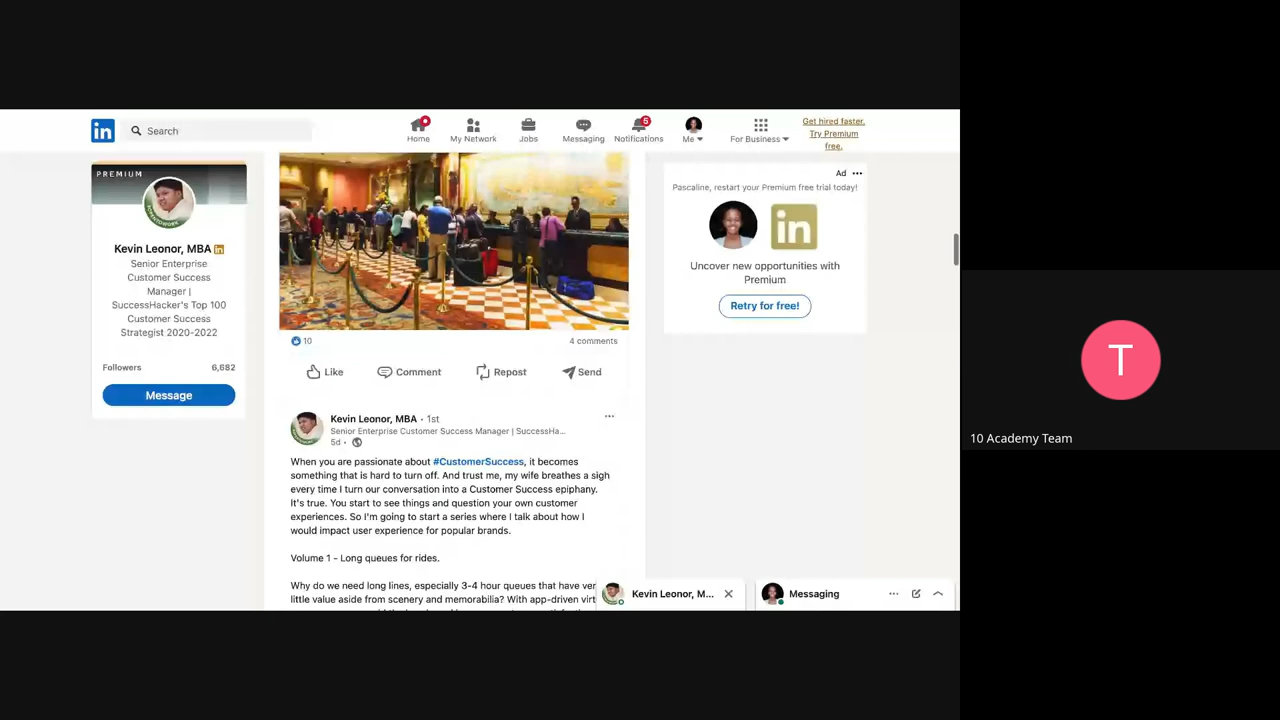 in
Search
Home
My Network
Jobs
Messaging
5
Notifications
Me
For Business
Get hired faster.
Try Premium
free.
PREMIUM
Kevin Leonor, MBA in
Senior Enterprise
Customer Success
Manager |
SuccessHacker's Top 100
Customer Success
Strategist 2020-2022
Followers 6,682
Message
10
4 comments
Like
Comment
Repost
Send
Kevin Leonor, MBA • 1st
Senior Enterprise Customer Success Manager | SuccessHa...
5d •
When you are passionate about #CustomerSuccess, it becomes
something that is hard to turn off. And trust me, my wife breathes a sigh
every time I turn our conversation into a Customer Success epiphany.
It's true. You start to see things and question your own customer
experiences. So I'm going to start a series where I talk about how I
would impact user experience for popular brands.
Volume 1 - Long queues for rides.
Why do we need long lines, especially 3-4 hour queues that have ver
little value aside from scenery and memorabilia? With app-driven virt
Ad
Pascaline, restart your Premium free trial today!
in
Uncover new opportunities with
Premium
Retry for free!
Kevin Leonor, M...
Messaging
T
10 Academy Team